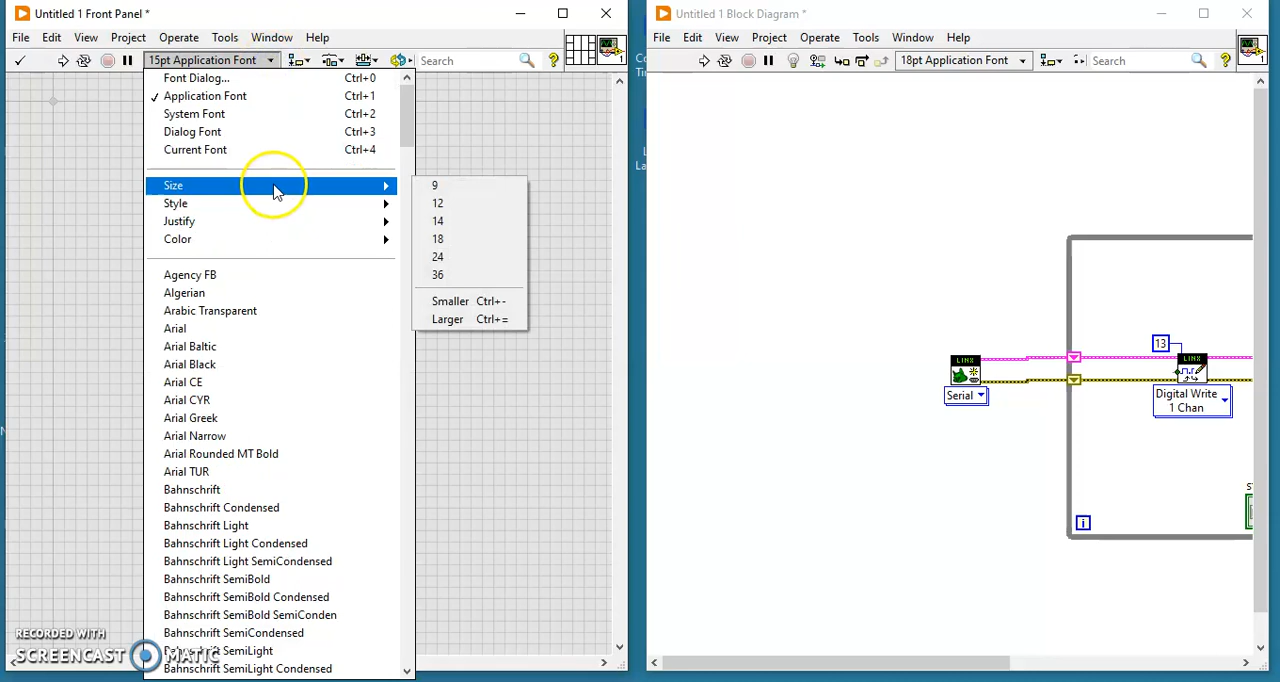 Untitled 1 Front Panel *
File Edit View Project Operate Tools Window Help
15pt Application Font
Search
1
Font Dialog... Ctrl+0
✓ Application Font Ctrl+1
System Font Ctrl+2
Dialog Font Ctrl+3
Current Font Ctrl+4
Size
Style
Justify
Color
Agency FB
Algerian
Arabic Transparent
Arial
Arial Baltic
Arial Black
Arial CE
Arial CYR
Arial Greek
Arial Narrow
Arial Rounded MT Bold
Arial TUR
Bahnschrift
Bahnschrift Condensed
Bahnschrift Light
Bahnschrift Light Condensed
Bahnschrift Light SemiCondensed
Bahnschrift SemiBold
Bahnschrift SemiBold Condensed
Bahnschrift SemiBold SemiConden
Bahnschrift SemiCondensed
Bahnschrift SemiLight
Bahnschrift SemiLight Condensed
9
12
14
18
24
36
Smaller Ctrl+-
Larger Ctrl+=
RECORDED WITH
SCREENCAST MATIC
Untitled 1 Block Diagram *
File Edit View Project Operate Tools Window Help
18pt Application Font
Search
1
LINX
Serial
13
LINX
Digital Write
1 Chan
i